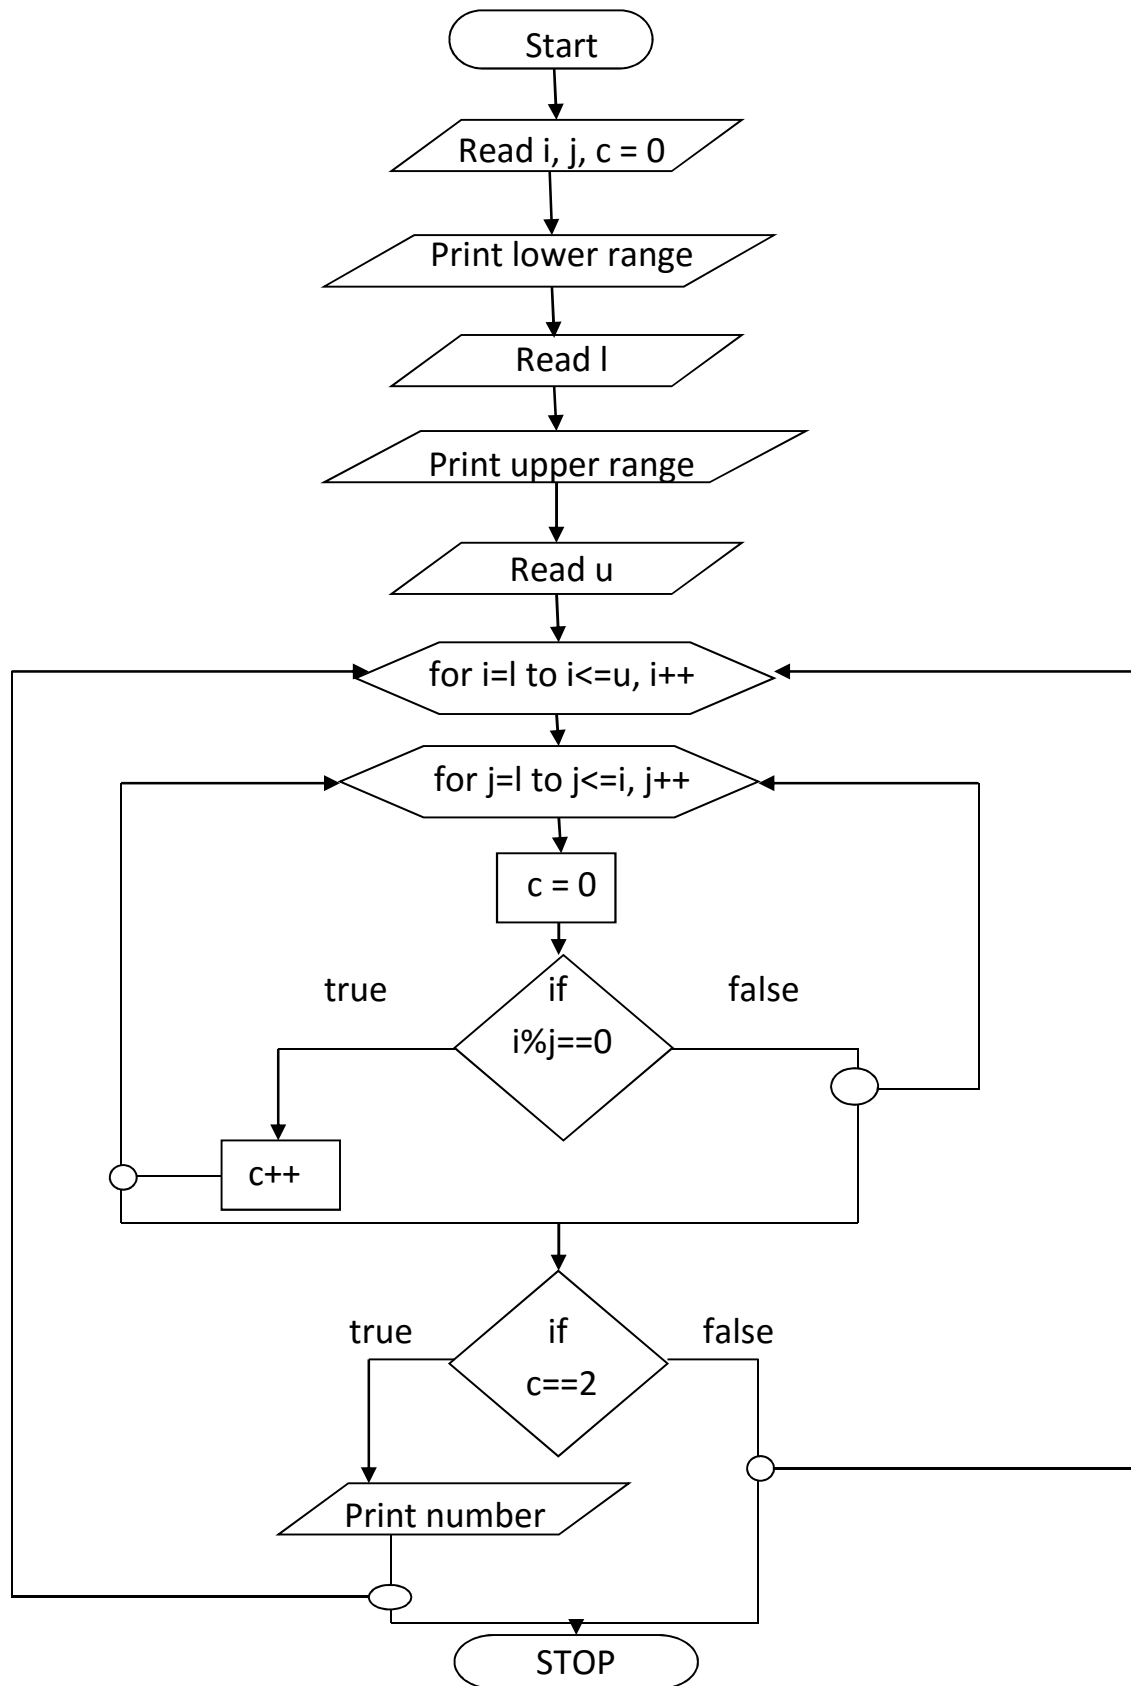 Start
Read i, j, c = 0
Print lower range
Read l
Print upper range
Read u
for i=l to i<=u, i++
for j=l to j<=i, j++
c = 0
true
if
false
i%j==0
c++
true
if
false
c==2
Print number
STOP